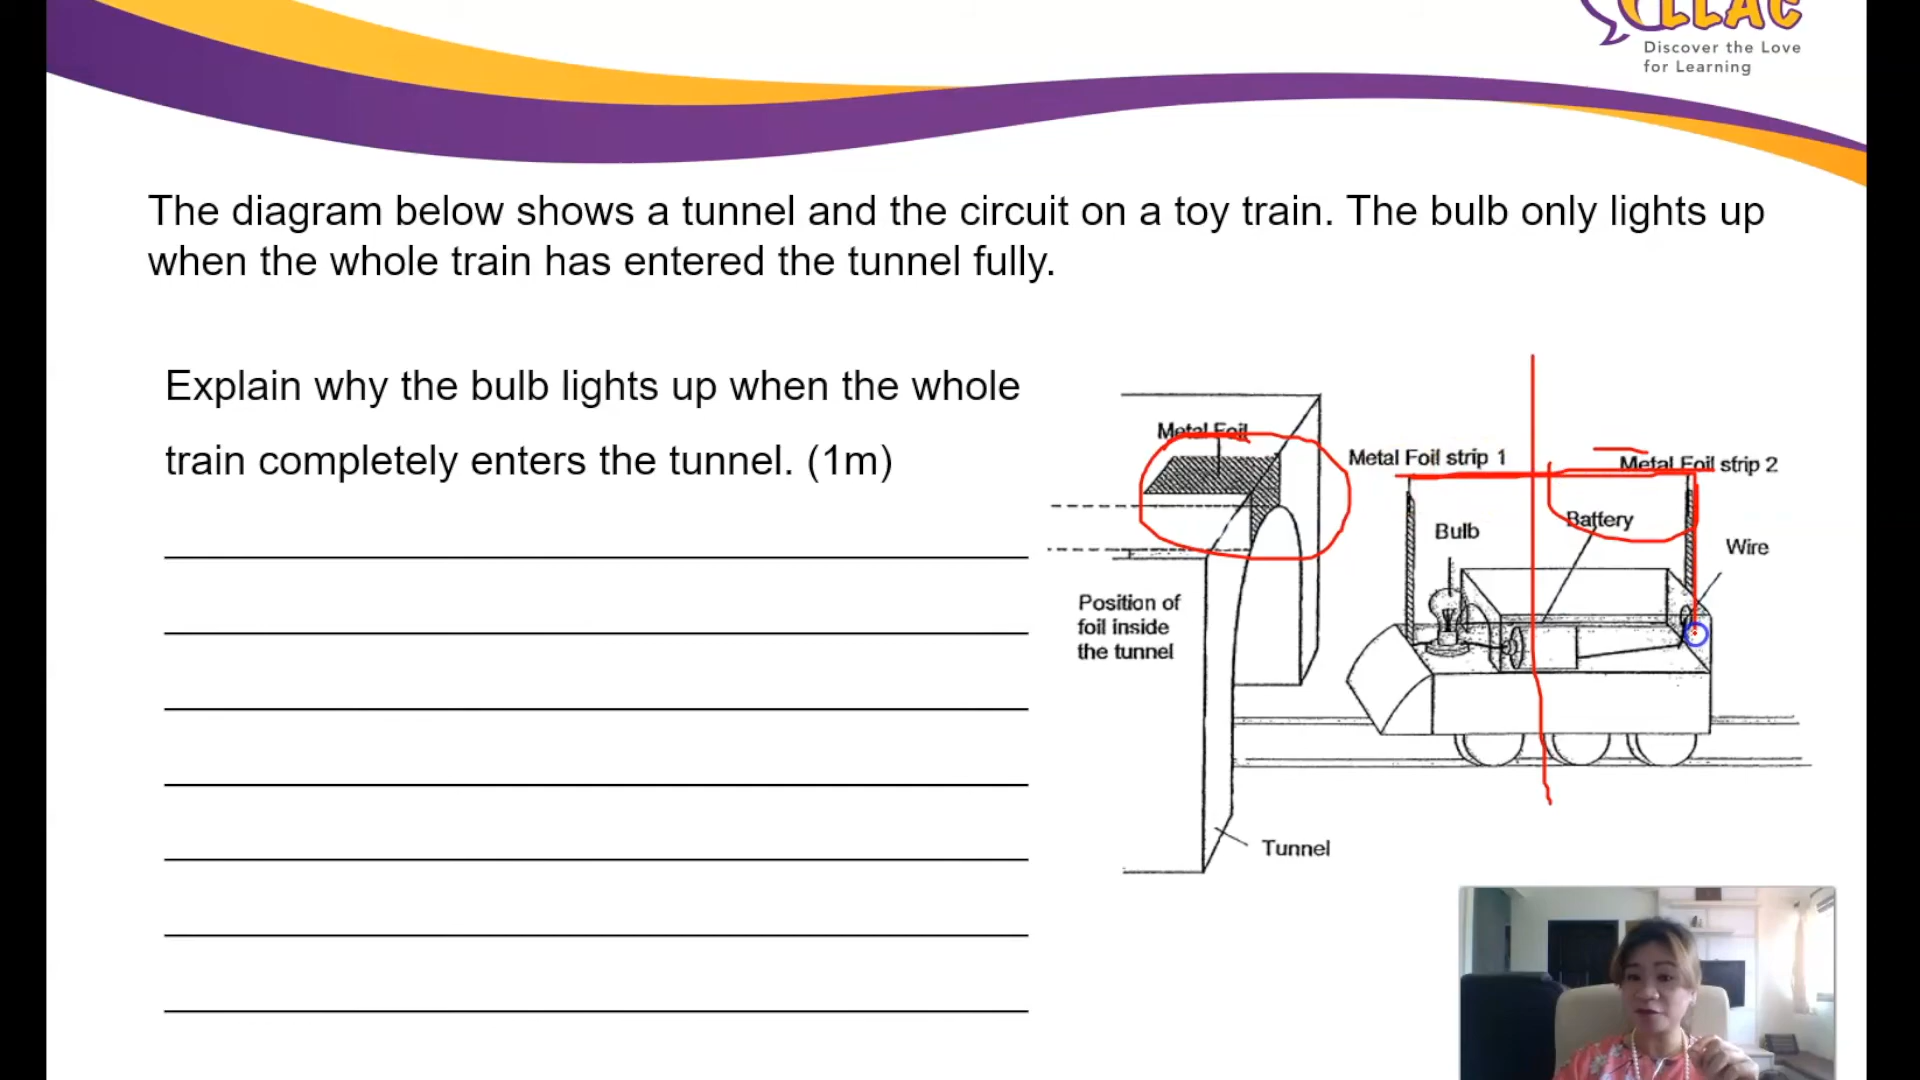 Discover the Love
for Learning
The diagram below shows a tunnel and the circuit on a toy train. The bulb only lights up
when the whole train has entered the tunnel fully.
Explain why the bulb lights up when the whole
train completely enters the tunnel. (1m)
Metal Foil
Metal Foil strip 1
Metal Foil strip 2
Battery
Bulb
Wire
Position of
foil inside
the tunnel
Tunnel